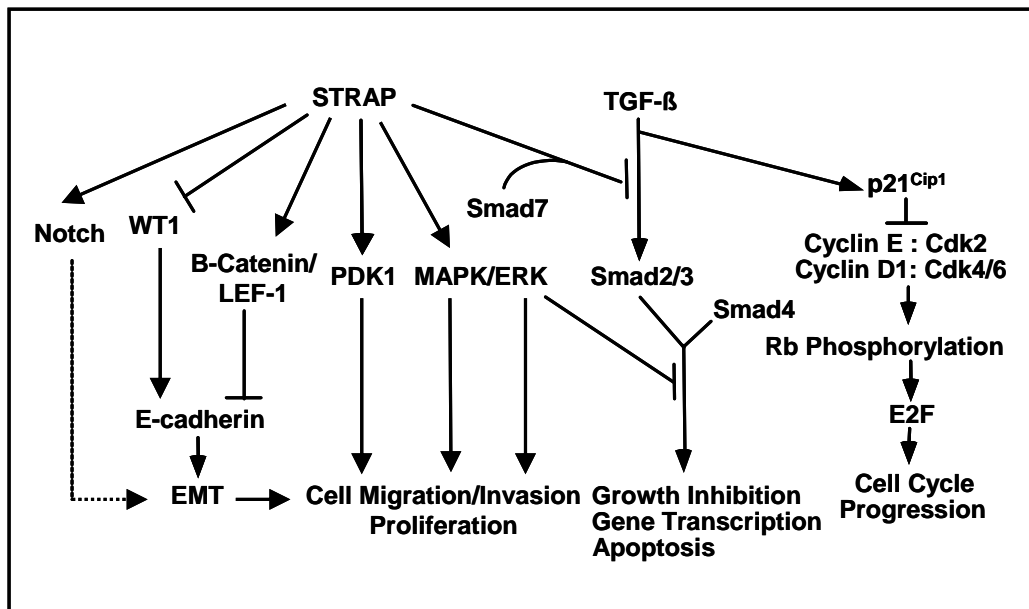 STRAP
TGF-ß
Smad7
p21Cip1
Notch
WT1
B-Catenin/
LEF-1
PDK1
MAPK/ERK
Smad2/3
Smad4
Cyclin E : Cdk2
Cyclin D1: Cdk4/6
Rb Phosphorylation
E-cadherin
E2F
EMT
Cell Migration/Invasion
Proliferation
Growth Inhibition
Gene Transcription
Apoptosis
Cell Cycle
Progression